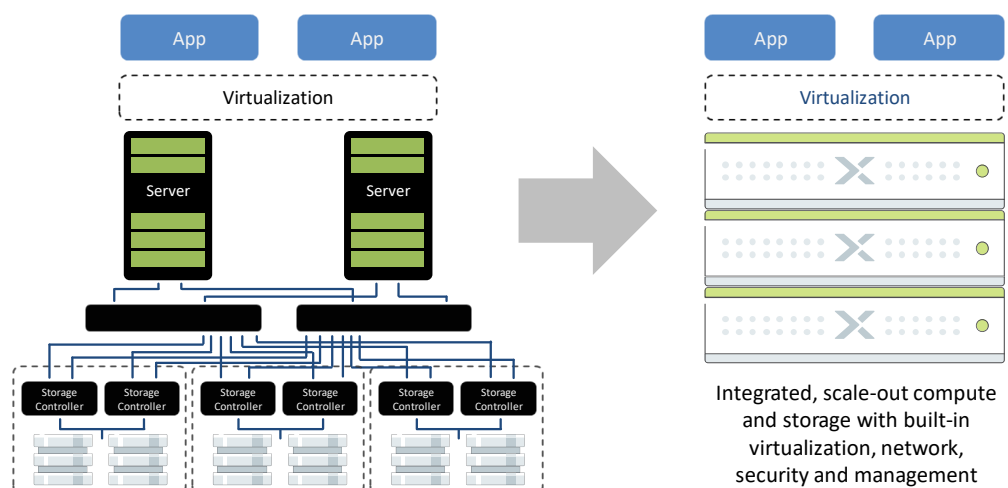 App
App
Virtualization
Server
Server
Storage
Controller
Storage
Controller
Storage
Controller
Storage
Controller
Storage
Controller
Storage
Controller
App
App
Virtualization
Integrated, scale-out compute
and storage with built-in
virtualization, network,
security and management